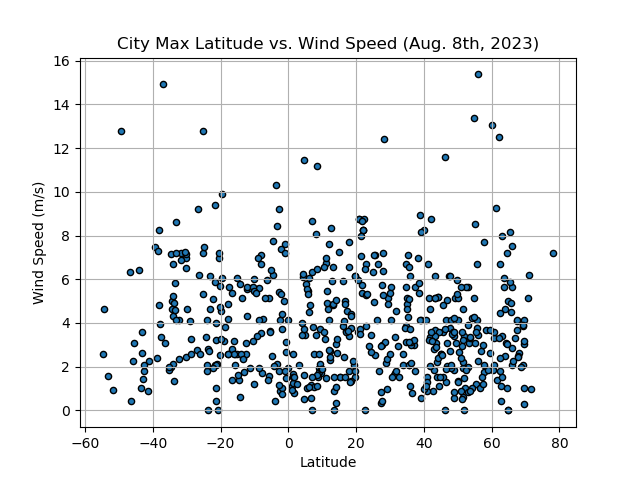 City Max Latitude vs. Wind Speed (Aug. 8th, 2023)
Wind Speed (m/s)
16
14
12
10
8
6
4
2
0
−60 −40 −20 0 20 40 60 80
Latitude